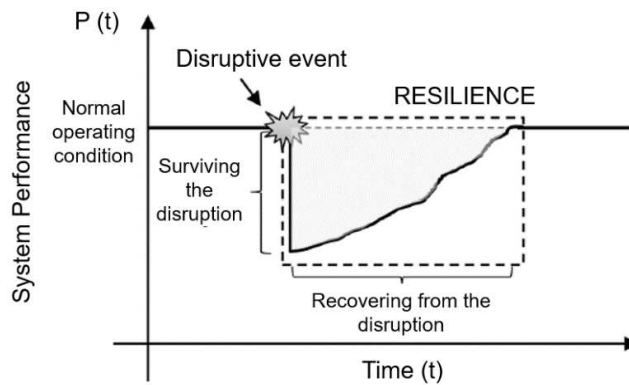 P (t)
Disruptive event
RESILIENCE
Normal
operating
condition
Surviving
the
disruption
System Performance
Recovering from the
disruption
Time (t)